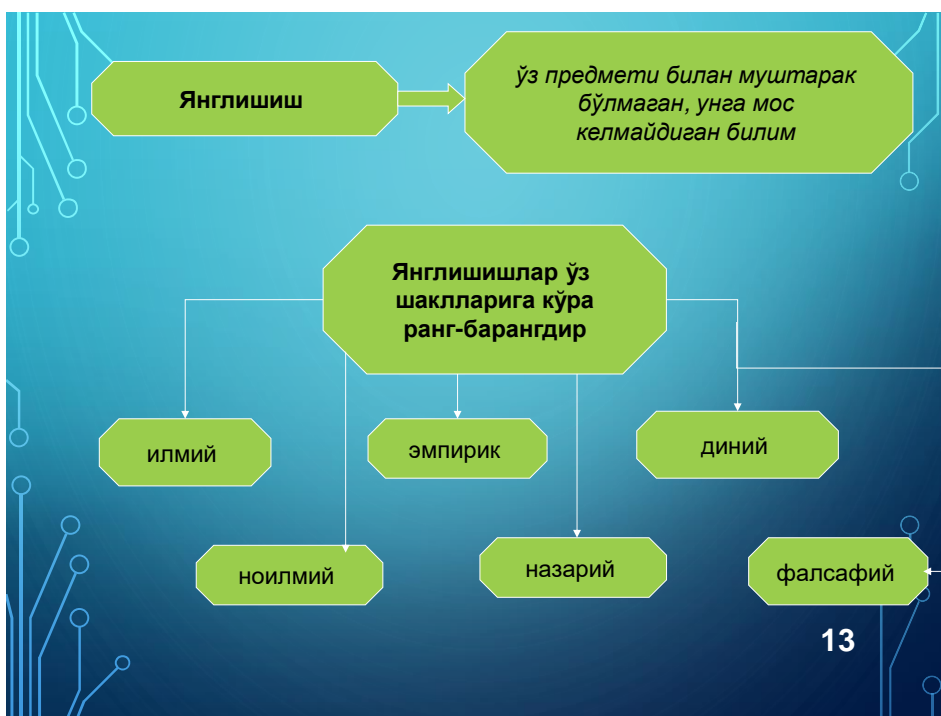 Янглишиш
ўз предмети билан муштарак
бўлмаган, унга мос
келмайдиган билим
Янглишишлар ўз
шаклларига кўра
ранг-барангдир
илмий
эмпирик
диний
ноилмий
назарий
фалсафий
13